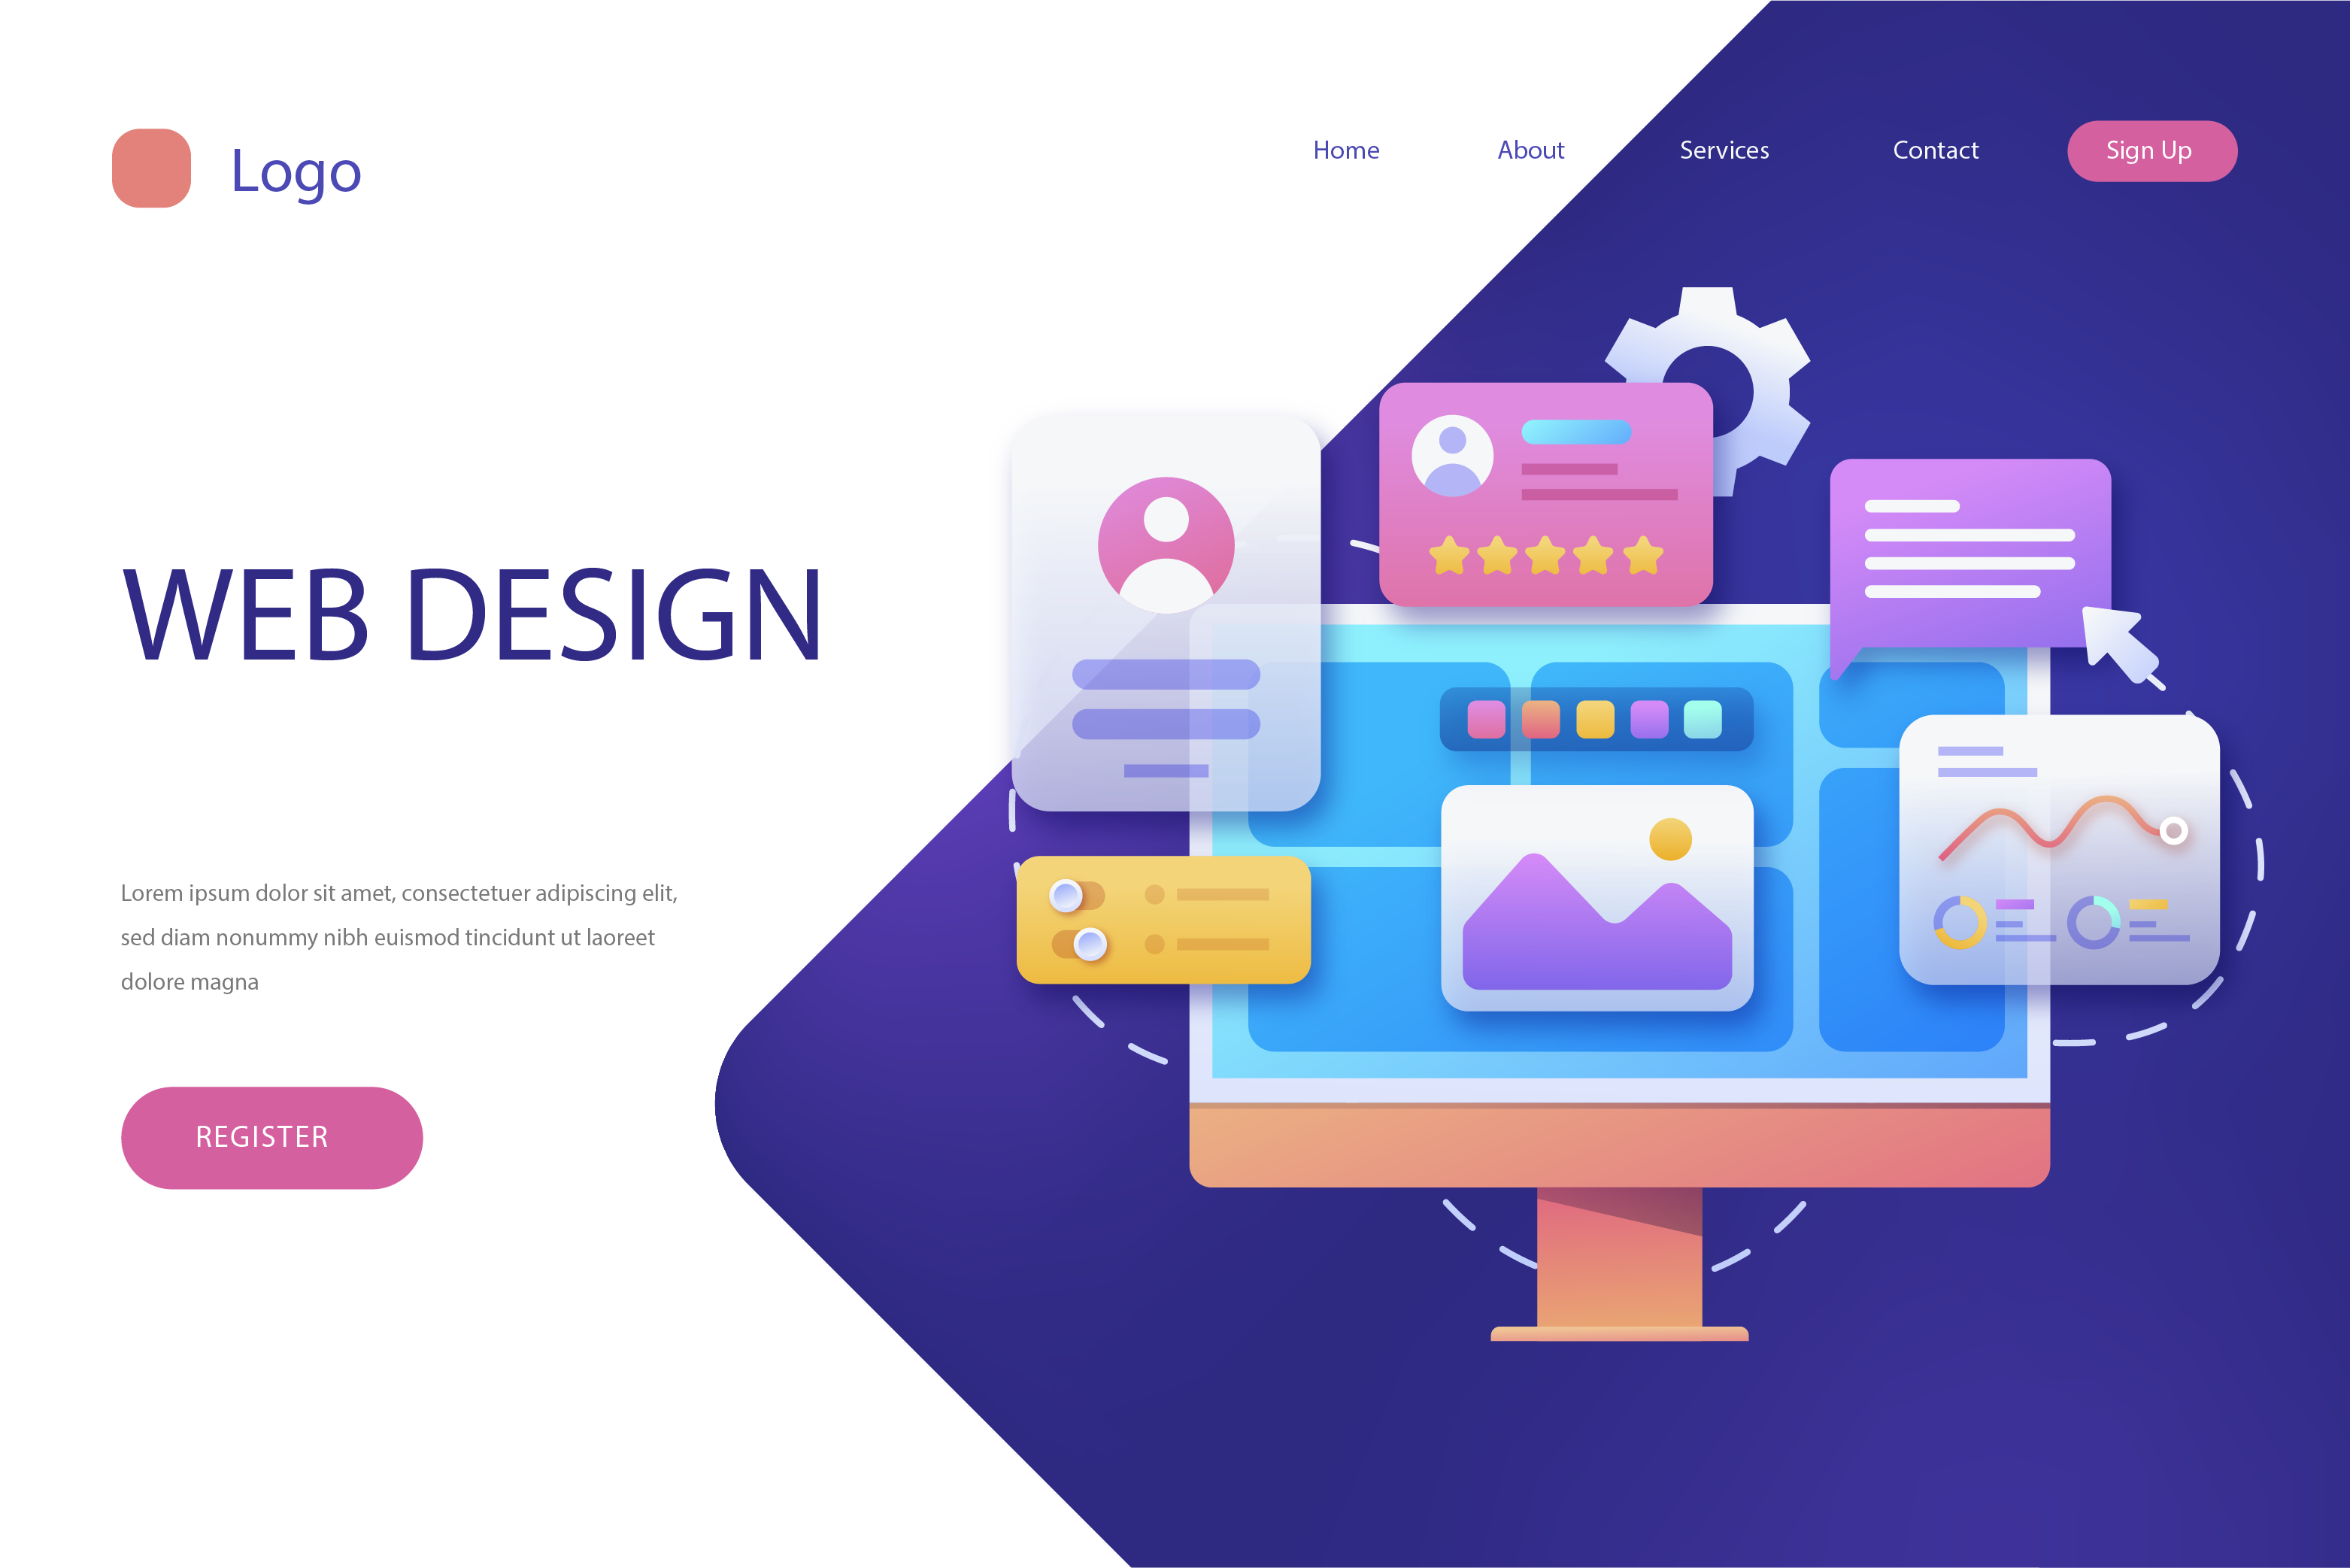 Logo
Home
About
Services
Contact
Sign Up
WEB DESIGN
Lorem ipsum dolor sit amet, consectetuer adipiscing elit,
sed diam nonummy nibh euismod tincidunt ut laoreet
dolore magna
REGISTER